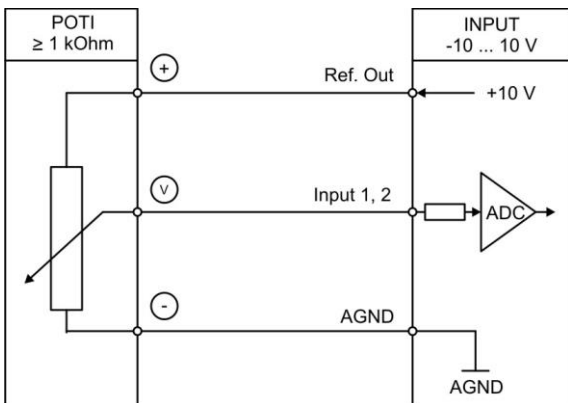 POTI
≥ 1 kOhm
INPUT
-10 ... 10 V
+
Ref. Out
+10 V
V
Input 1, 2
ADC
-
AGND
AGND